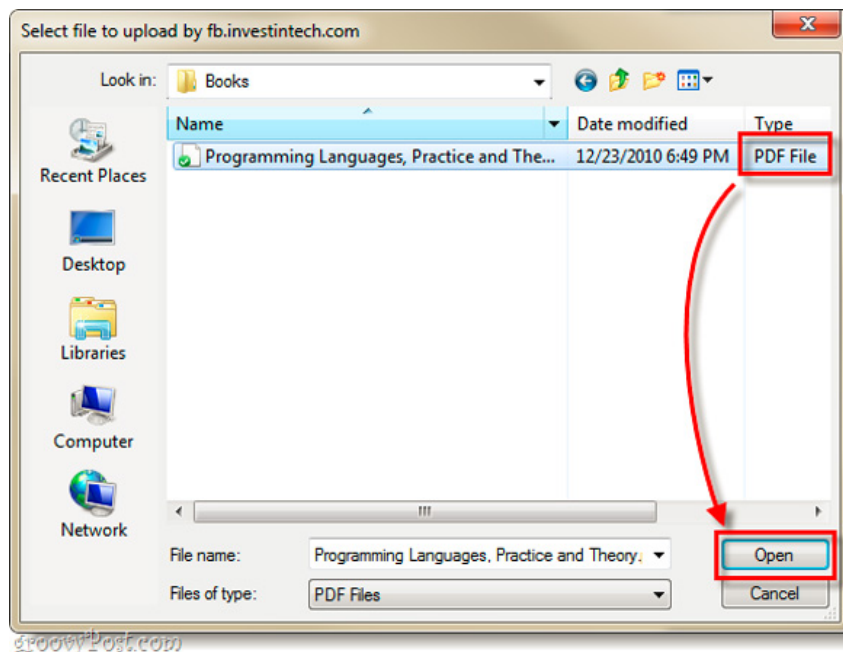 Select file to upload by fb.investintech.com
Look in: Books
Name Date modified Type
Programming Languages, Practice and The... 12/23/2010 6:49 PM PDF File
Recent Places
Desktop
Libraries
Computer
Network
File name: Programming Languages, Practice and Theory. Open
Files of type: PDF Files Cancel
groovyPost.com